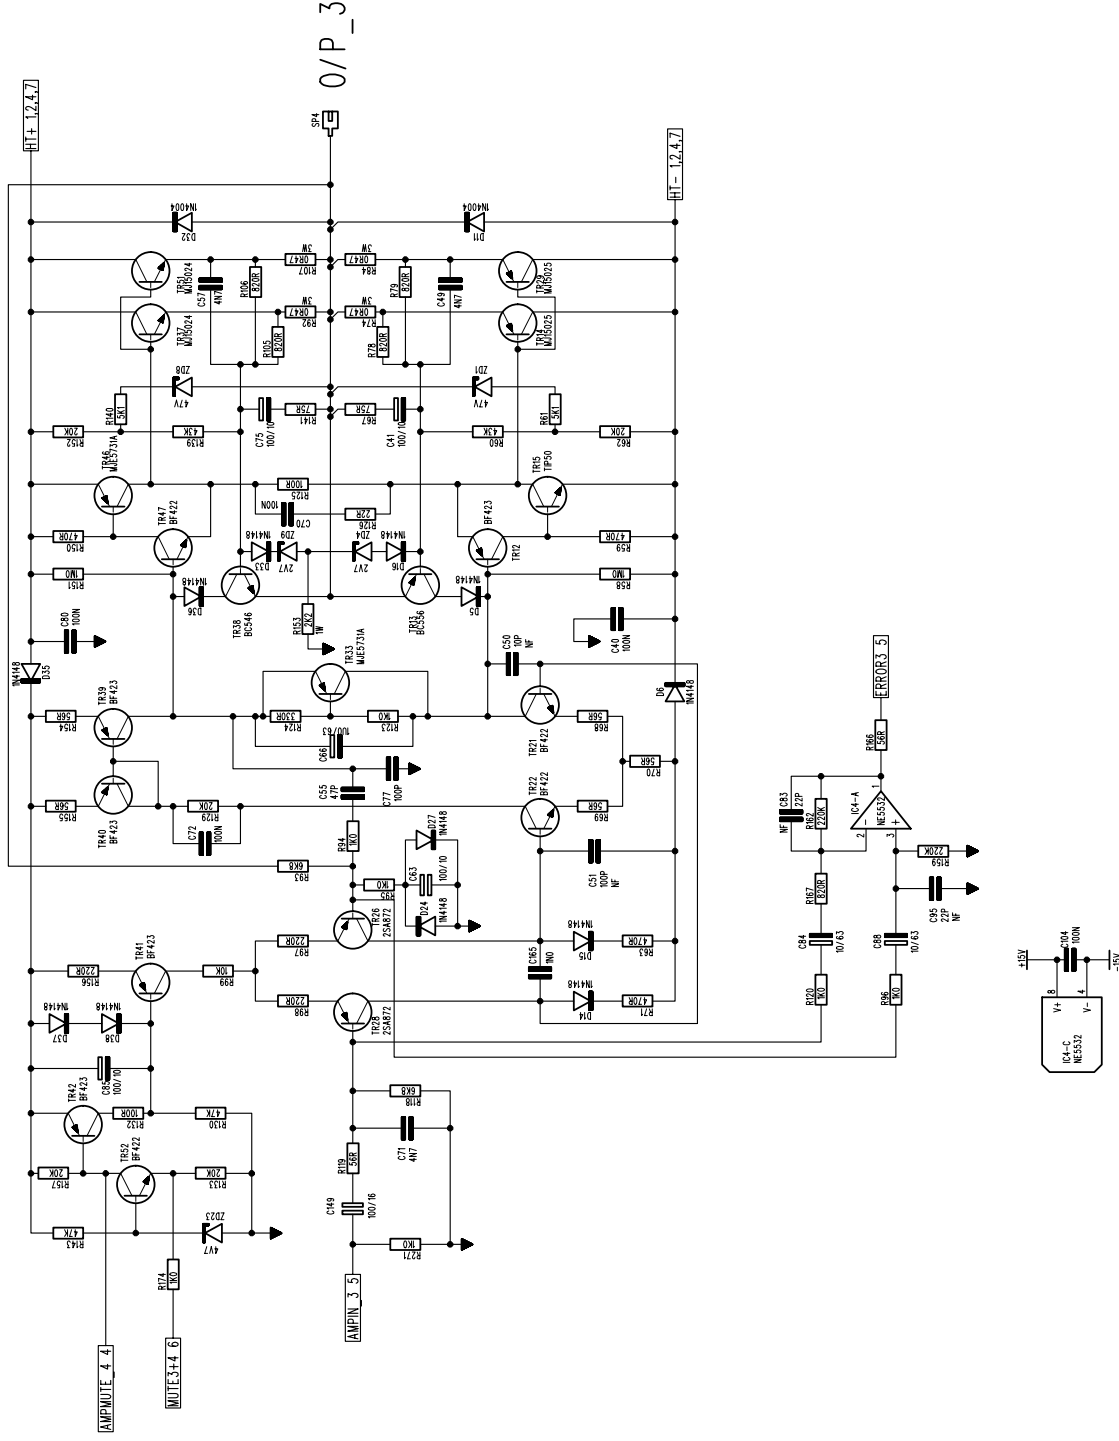 O/P_3
SP4
HT+ 1,2,4,7
HT- 1,2,4,7
1N4004
D32
1N4004
D11
TR51
MJ15024
C57
4N7
R106
820R
3W
0R47
R107
3W
0R47
R84
R79
820R
C49
4N7
TR29
MJ15025
TR37
MJ15024
R105
820R
3W
0R47
R92
3W
0R47
R74
R78
820R
TR14
MJ15025
ZD8
47V
ZD1
47V
R140
5K1
R61
5K1
20K
R152
43K
R139
C75
100/10
75R
R141
75R
R67
C41
100/10
43K
R60
20K
R62
TR46
MJE5731A
100R
R125
TR15
TIP50
TR47
BF422
100N
C70
22R
R126
BF423
TR12
470R
R150
470R
R59
1M0
R151
1N4148
D33
ZD9
2V7
ZD4
2V7
1N4148
D16
1M0
R58
1N4148
D36
TR38
BC546
R153
2K2
1W
TR13
BC556
1N4148
D5
C80
100N
C50
10P
NF
C40
100N
1N4148
D35
TR33
MJE5731A
D6
1N4148
TR39
BF423
56R
R154
330R
R124
1K0
R123
C66
100/63
TR21
BF422
56R
R68
56R
R70
C55
47P
C77
100P
TR40
BF423
56R
R155
20K
R129
C72
100N
TR22
BF422
56R
R69
R94
1K0
D27
1N4148
6K8
R93
1K0
R95
C63
100/10
D24
1N4148
C51
100P
NF
TR26
2SA872
TR41
BF423
220R
R97
C165
1N0
1N4148
D15
470R
R63
220R
R156
10K
R99
220R
R98
TR28
2SA872
1N4148
D14
470R
R71
1N4148
D37
1N4148
D38
C85
100/10
TR42
BF423
100R
R132
47K
R130
6K8
R118
C71
4N7
TR52
BF422
20K
R157
20K
R133
R119
56R
C149
100/16
47K
R143
ZD23
4V7
1K0
R271
R174
1K0
AMPIN_3 5
AMPMUTE_4 4
MUTE3+4 6
ERROR3 5
R166
56R
C83
22P
NF
R162
220K
IC4-A
NE5532
1
2
3
-
+
220K
R159
R167
820R
C95
22P
NF
C84
10/63
C88
10/63
R120
1K0
R96
1K0
+15V
C104
100N
-15V
8
V+
4
V-
IC4-C
NE5532